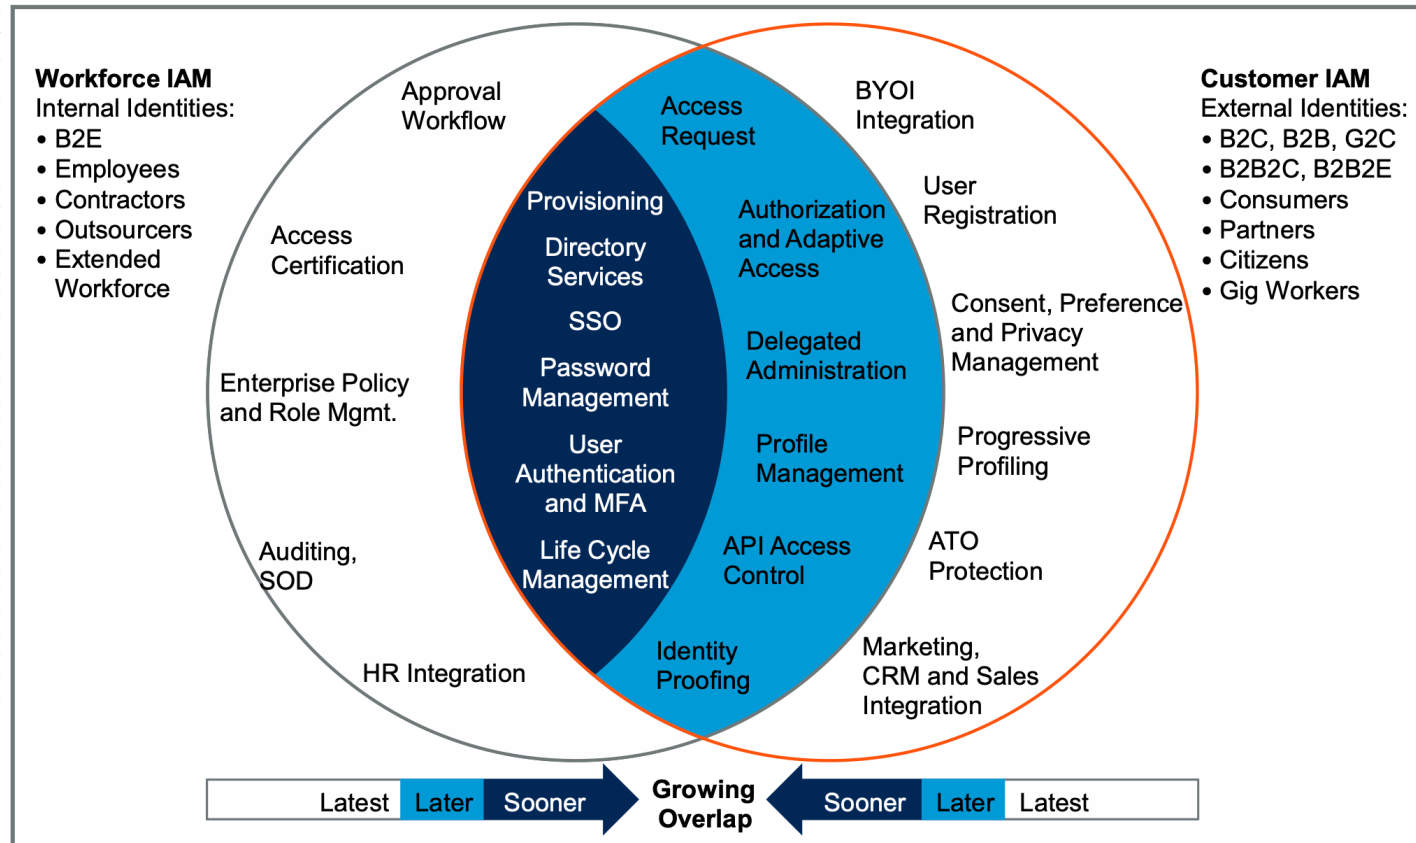 Workforce IAM
Internal Identities:
• B2E
• Employees
• Contractors
• Outsourcers
• Extended
Workforce
Approval
Workflow
Access
Certification
Enterprise Policy
and Role Mgmt.
Auditing,
SOD
HR Integration
Provisioning
Directory
Services
SSO
Password
Management
User
Authentication
and MFA
Life Cycle
Management
Access
Request
Authorization
and Adaptive
Access
Delegated
Administration
Profile
Management
API Access
Control
Identity
Proofing
BYOI
Integration
User
Registration
Consent, Preference
and Privacy
Management
Progressive
Profiling
ATO
Protection
Marketing,
CRM and Sales
Integration
Customer IAM
External Identities:
• B2C, B2B, G2C
• B2B2C, B2B2E
• Consumers
• Partners
• Citizens
• Gig Workers
Latest Later Sooner
Growing
Overlap
Sooner Later Latest